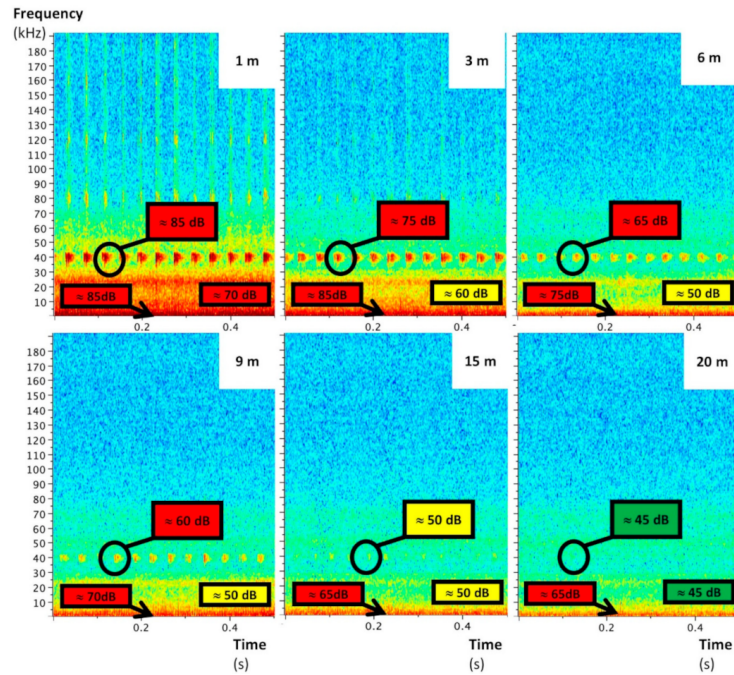 Frequency
(kHz)
1 m
3 m
6 m
190
180
170
160
150
140
130
120
110
100
90
80
70
60
50
40
30
20
10
≈ 85 dB
≈ 75 dB
≈ 65 dB
≈ 85dB
≈ 70 dB
≈ 85dB
≈ 60 dB
≈ 75dB
≈ 50 dB
0.2 0.4 0.2 0.4 0.2 0.4
9 m
15 m
20 m
190
180
170
160
150
140
130
120
110
100
90
80
70
60
50
40
30
20
10
≈ 60 dB
≈ 50 dB
≈ 45 dB
≈ 70dB
≈ 50 dB
≈ 65dB
≈ 50 dB
≈ 65dB
≈ 45 dB
0.2 0.4 0.2 0.4 0.2 0.4
Time Time Time
(s) (s) (s)